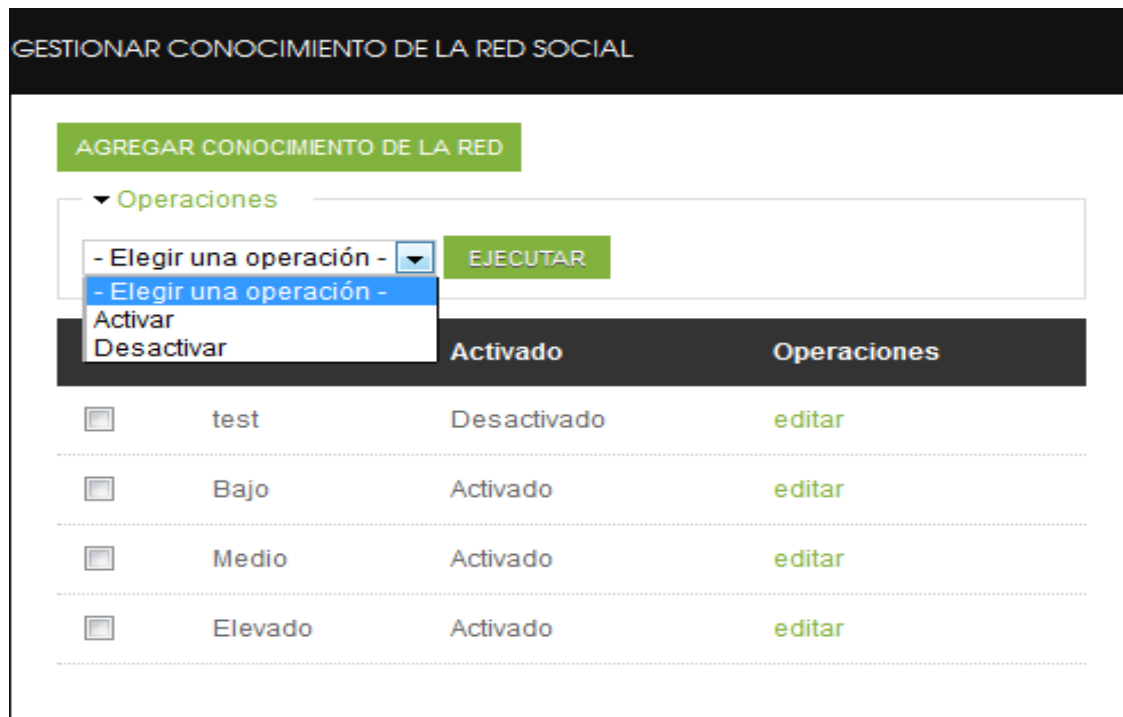 GESTIONAR CONOCIMIENTO DE LA RED SOCIAL
AGREGAR CONOCIMIENTO DE LA RED
Operaciones
- Elegir una operación - EJECUTAR
- Elegir una operación -
Activar
Desactivar
Activado Operaciones
test Desactivado editar
Bajo Activado editar
Medio Activado editar
Elevado Activado editar